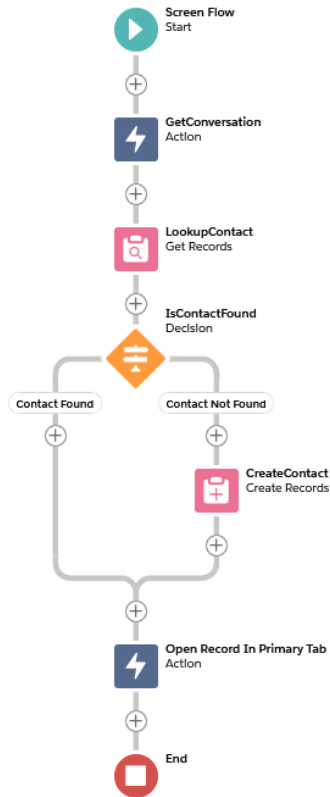 Screen Flow
Start
GetConversation
Action
LookupContact
Get Records
IsContactFound
Decision
Contact Found
Contact Not Found
CreateContact
Create Records
Open Record In Primary Tab
Action
End